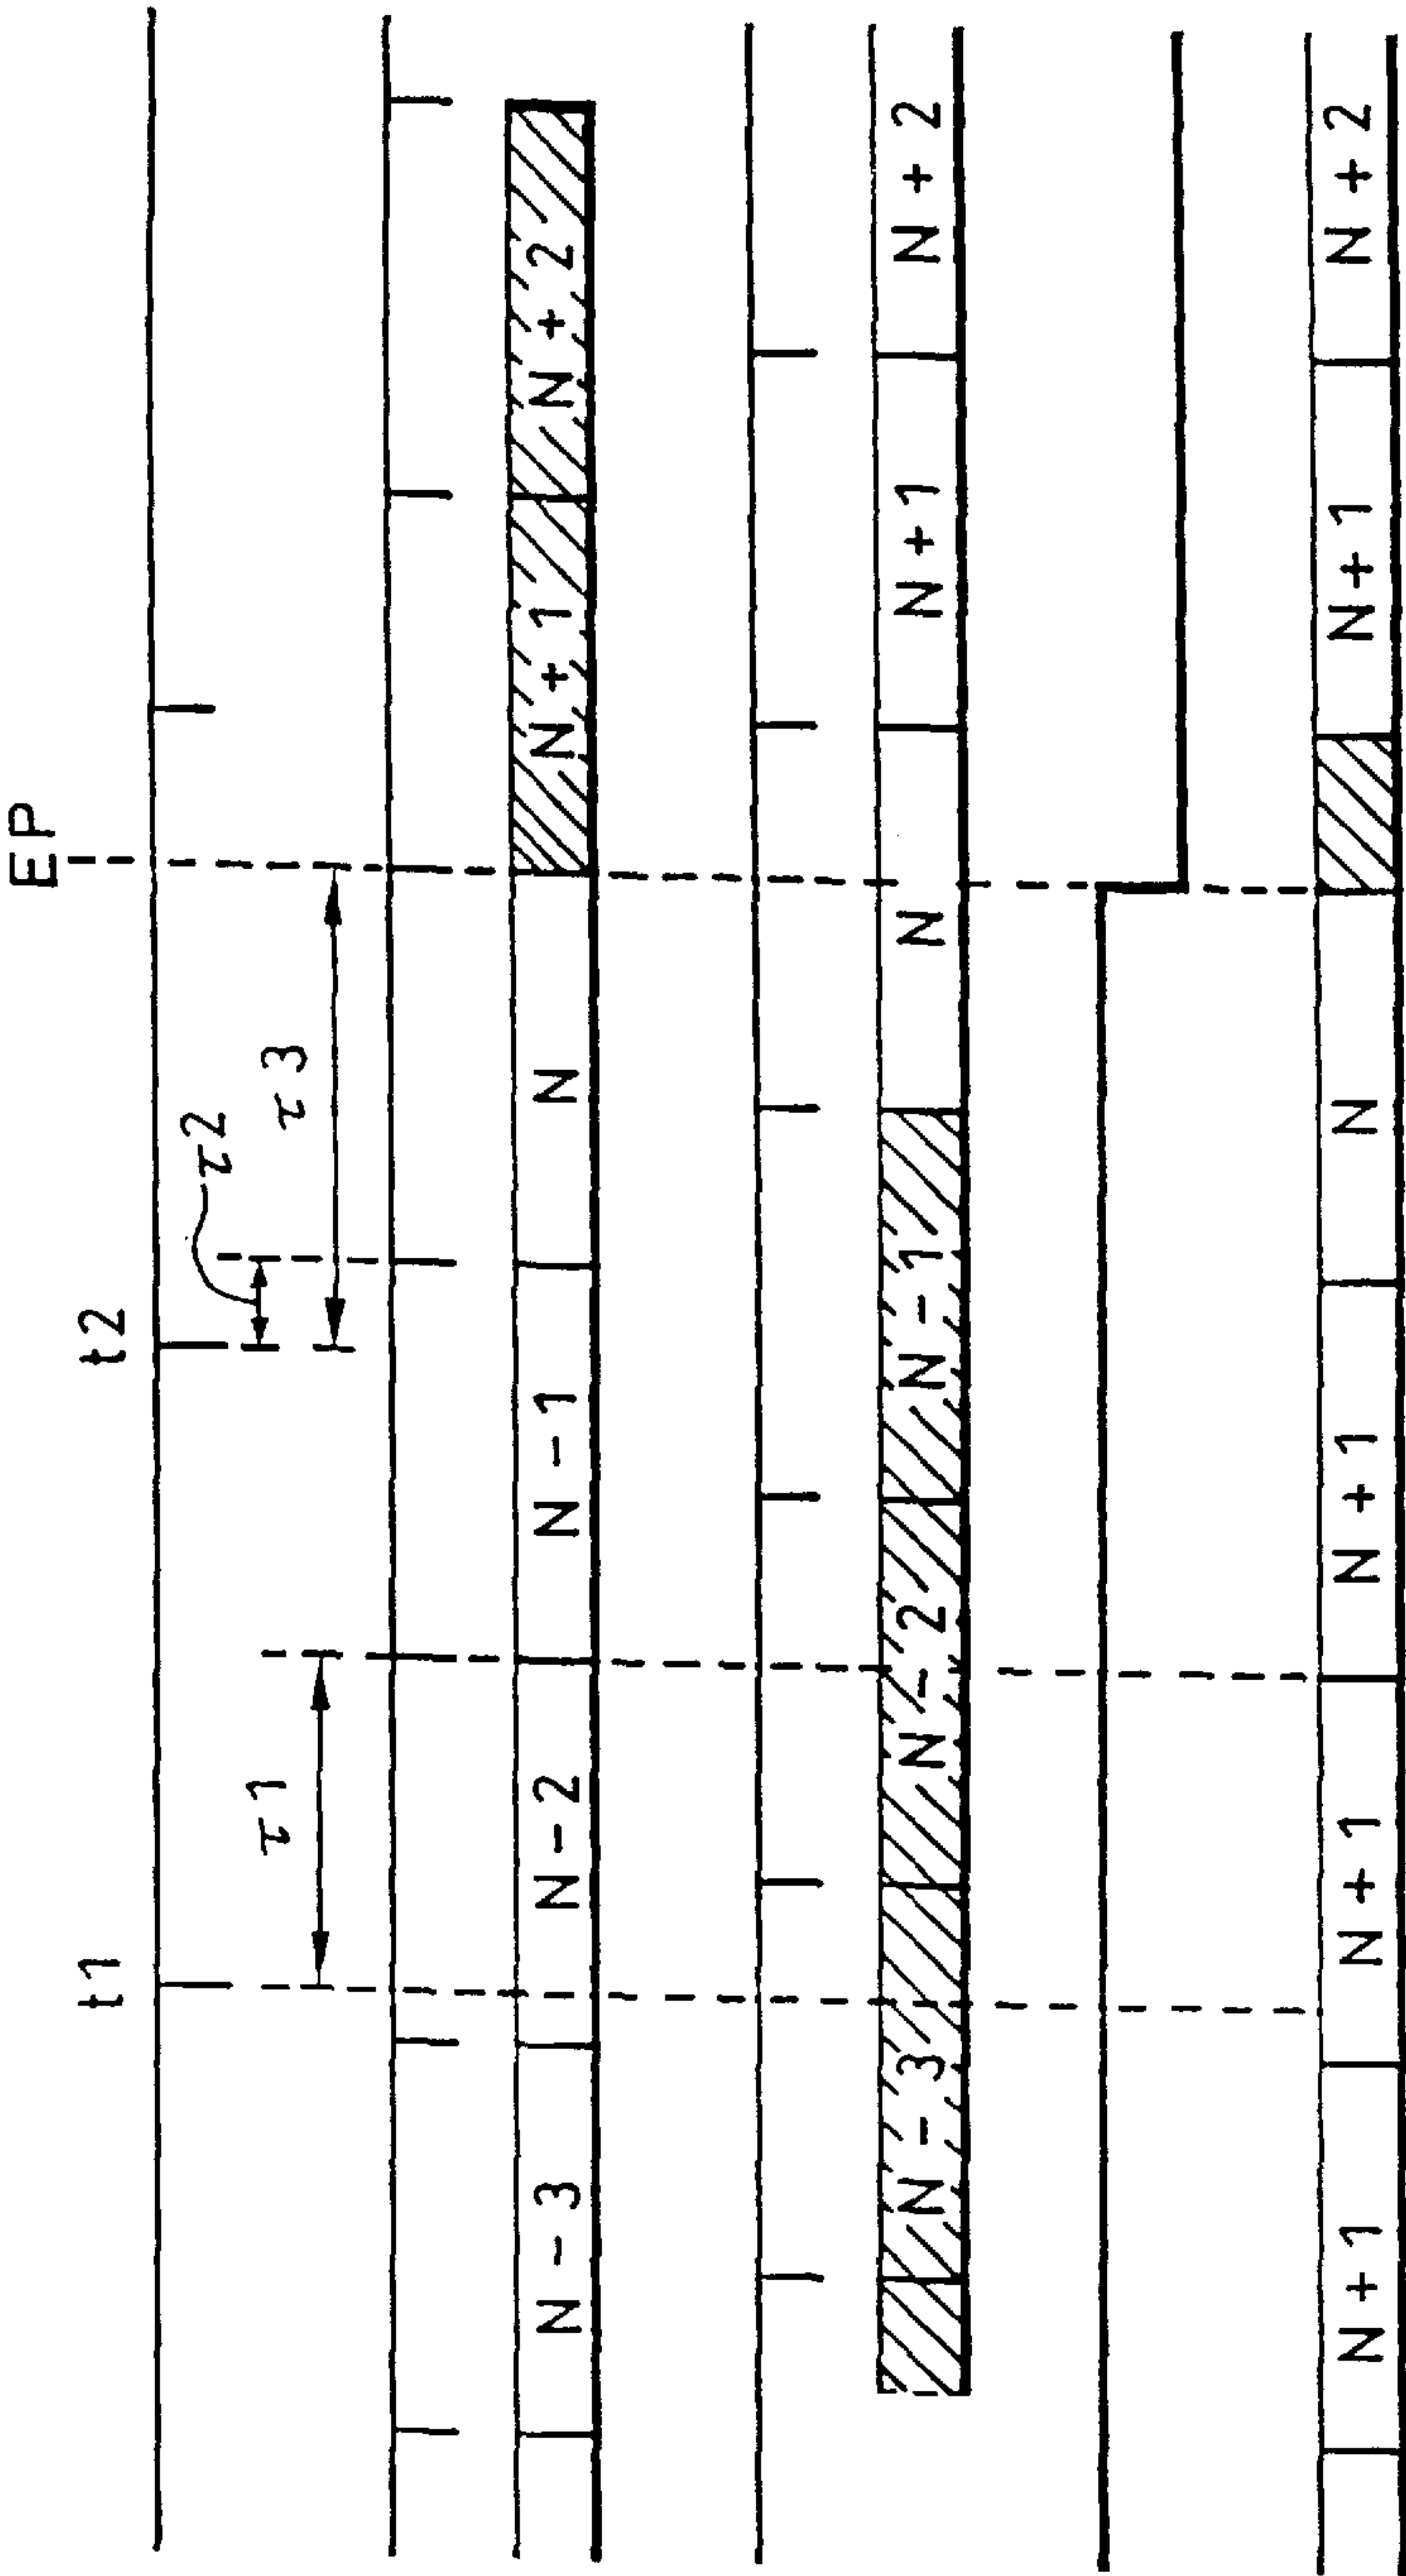 EP
t1 t2
τ1 τ2 τ3
N-3 N-2 N-1 N N+1 N+2
N-3 N-2 N-1 N N+1 N+2
N+1 N+1 N+1 N N+1 N+2